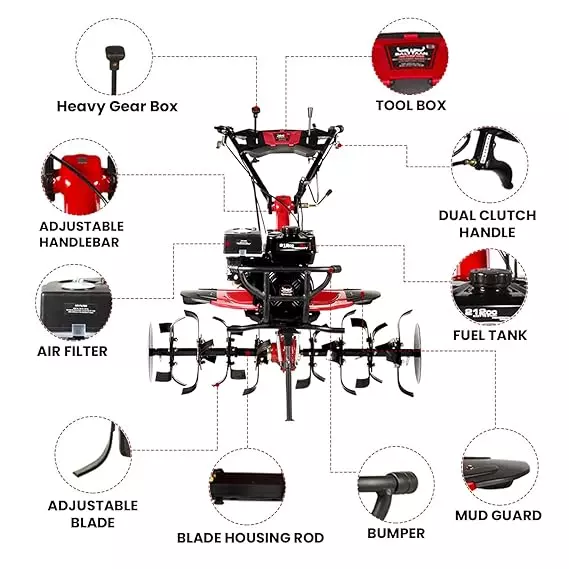 Heavy Gear Box
TOOL BOX
ADJUSTABLE
HANDLEBAR
DUAL CLUTCH
HANDLE
AIR FILTER
212CC
FUEL TANK
ADJUSTABLE
BLADE
BLADE HOUSING ROD
BUMPER
MUD GUARD